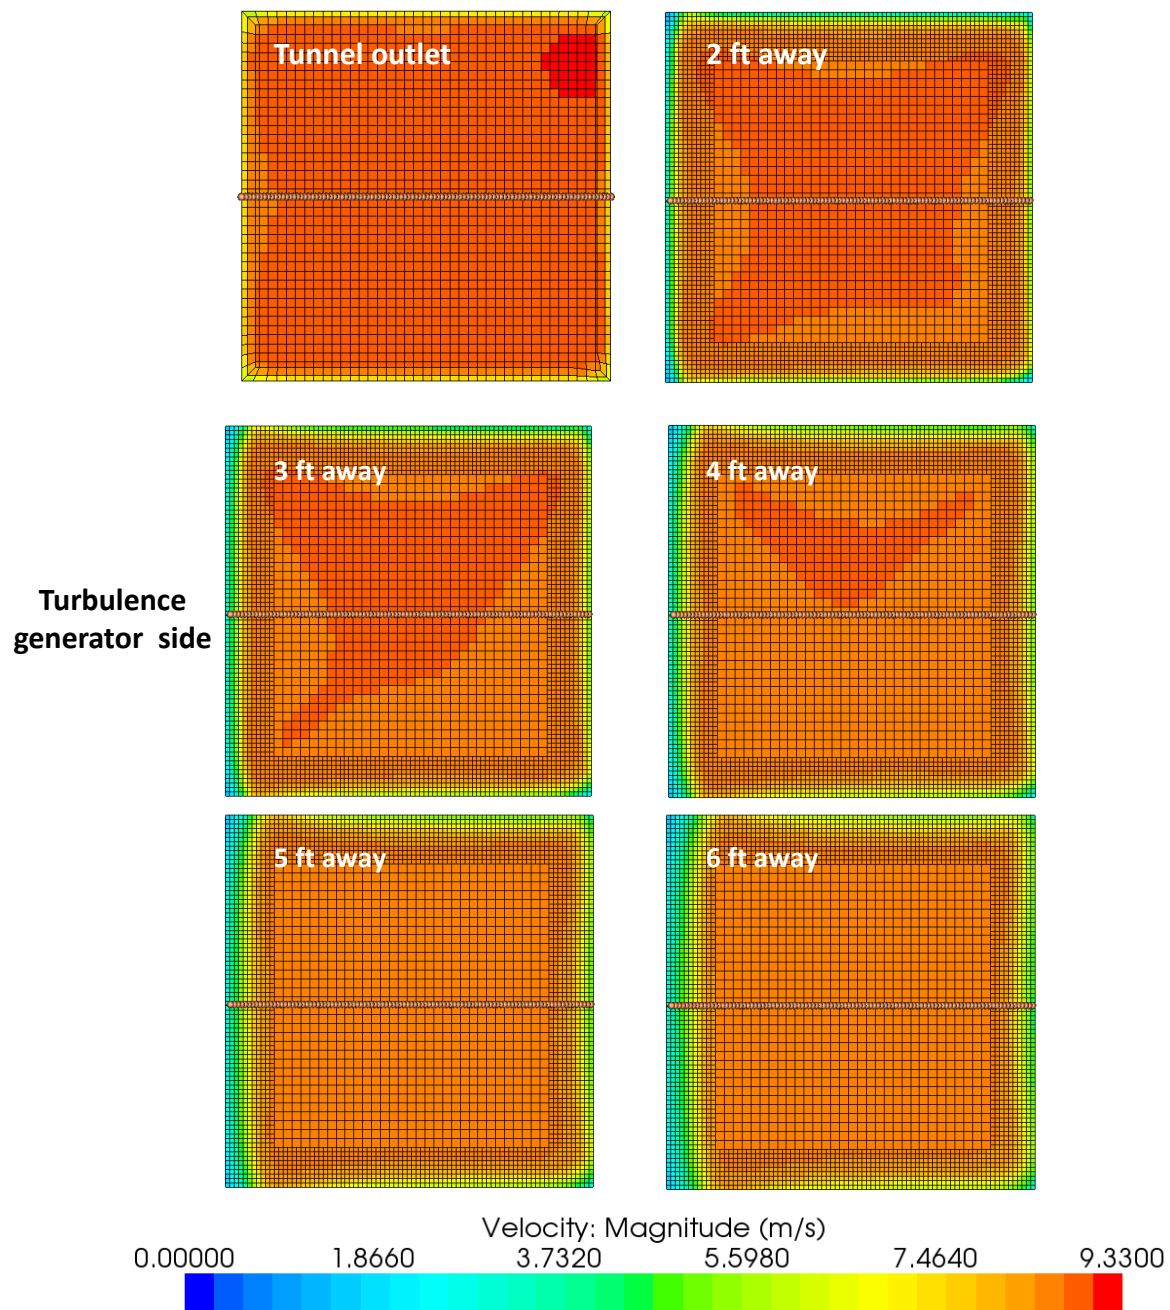 Tunnel outlet
2 ft away
3 ft away
4 ft away
Turbulence
generator side
5 ft away
6 ft away
Velocity: Magnitude (m/s)
0.00000 1.8660 3.7320 5.5980 7.4640 9.3300